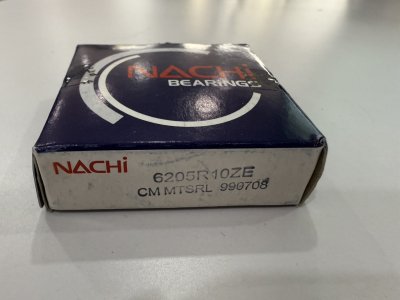 NACHi
BEARINGS
NACHi
6205R10ZE
CM MTSRL 990708